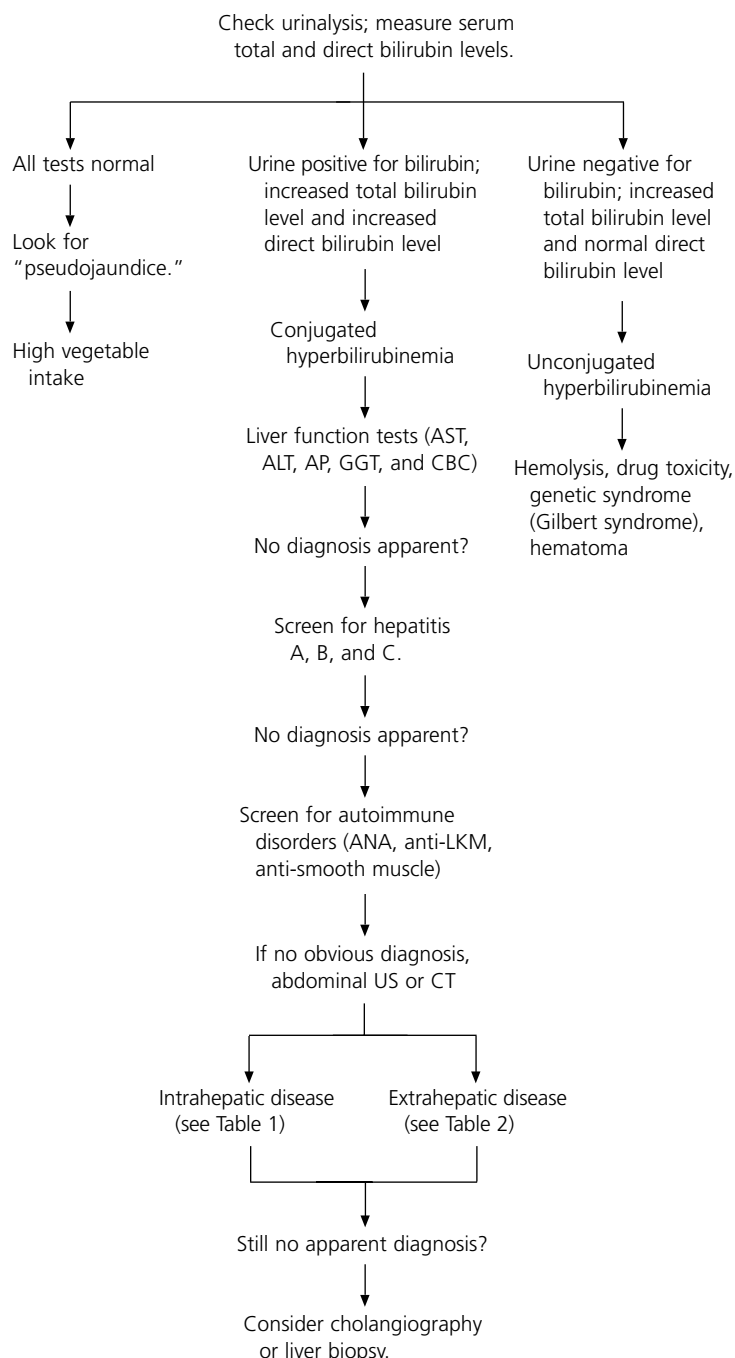 Check urinalysis; measure serum
total and direct bilirubin levels.
All tests normal
Look for
“pseudojaundice.”
High vegetable
intake
Urine positive for bilirubin;
increased total bilirubin
level and increased
direct bilirubin level
Conjugated
hyperbilirubinemia
Liver function tests (AST,
ALT, AP, GGT, and CBC)
No diagnosis apparent?
Screen for hepatitis
A, B, and C.
No diagnosis apparent?
Screen for autoimmune
disorders (ANA, anti-LKM,
anti-smooth muscle)
If no obvious diagnosis,
abdominal US or CT
Intrahepatic disease
(see Table 1)
Extrahepatic disease
(see Table 2)
Still no apparent diagnosis?
Consider cholangiography
or liver biopsy.
Urine negative for
bilirubin; increased
total bilirubin level
and normal direct
bilirubin level
Unconjugated
hyperbilirubinemia
Hemolysis, drug toxicity,
genetic syndrome
(Gilbert syndrome),
hematoma